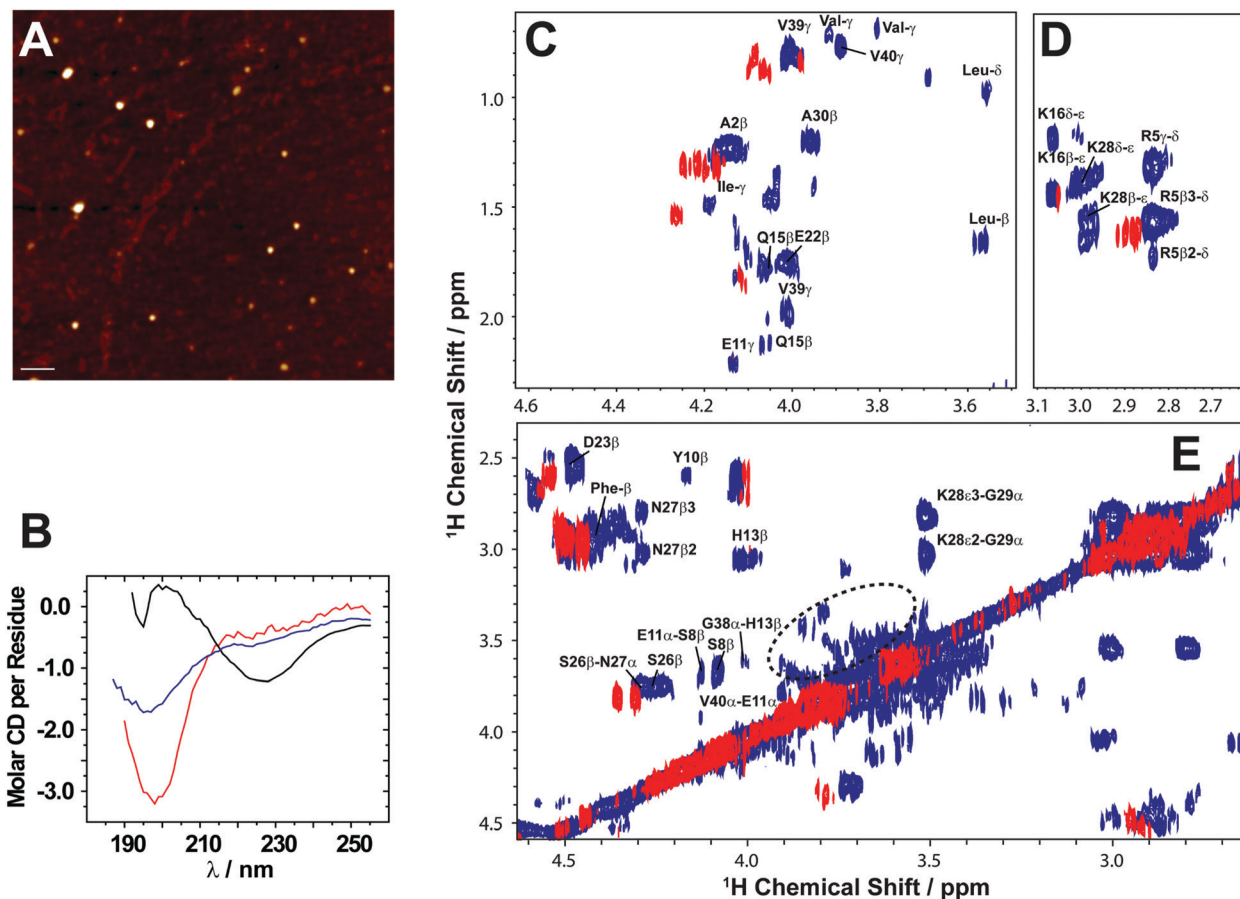 A
B
0.0
-1.0
-2.0
-3.0
Molar CD per Residue
190 210 230 250
λ / nm
C
V39γ
Val-γ
Val-γ
V40γ
Leu-δ
A2β
A30β
Ile-γ
Q15β
E22β
Leu-β
V39γ
E11γ
Q15β
1.0
1.5
2.0
4.6 4.4 4.2 4.0 3.8 3.6
D
K16δ-ε
K28δ-ε
R5γ-δ
K16β-ε
K28β-ε
R5β3-δ
R5β2-δ
3.1 3.0 2.9 2.8 2.7
¹H Chemical Shift / ppm
E
D23β
Y10β
Phe-β
N27β3
K28ε3-G29α
N27β2
H13β
K28ε2-G29α
G38α-H13β
E11α-S8β
S8β
S26β-N27α
S26β
V40α-E11α
2.5
3.0
3.5
4.0
4.5
4.5 4.0 3.5 3.0
¹H Chemical Shift / ppm